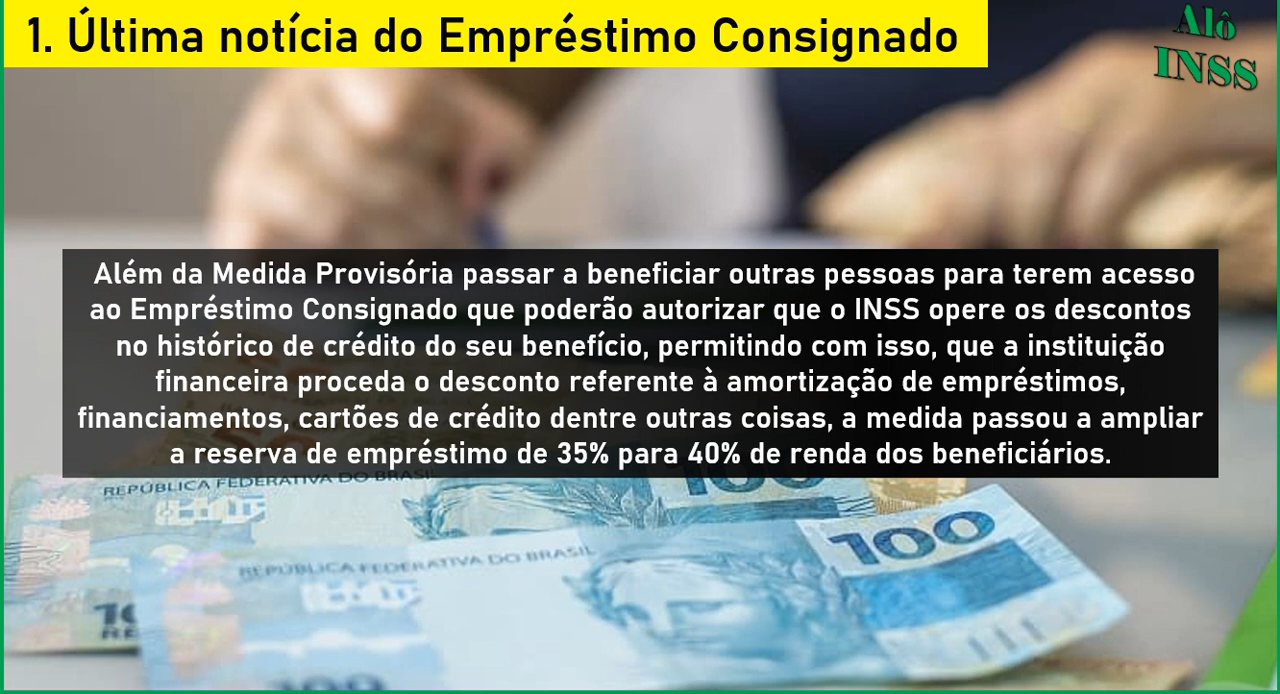 1. Última notícia do Empréstimo Consignado
Alô
INSS
Além da Medida Provisória passar a beneficiar outras pessoas para terem acesso
ao Empréstimo Consignado que poderão autorizar que o INSS opere os descontos
no histórico de crédito do seu benefício, permitindo com isso, que a instituição
financeira proceda o desconto referente à amortização de empréstimos,
financiamentos, cartões de crédito dentre outras coisas, a medida passou a ampliar
a reserva de empréstimo de 35% para 40% de renda dos beneficiários.
REPÚBLICA FEDERATIVA DO BRASIL
100
REPÚBLICA FEDERATIVA DO BRASIL
100
10
RE
100